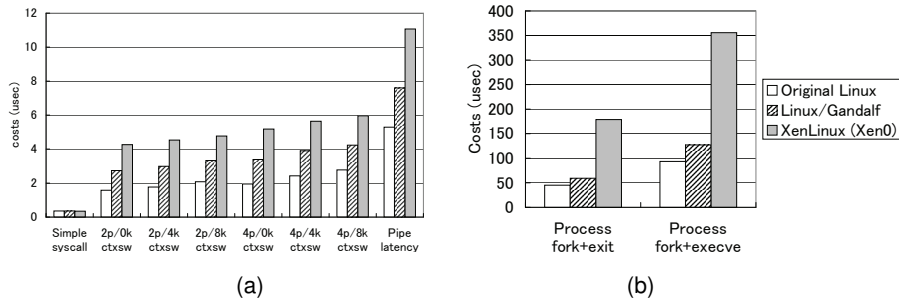 12
10
8
6
4
2
0
costs (usec)
Simple syscall
2p/0k ctxsw
2p/4k ctxsw
2p/8k ctxsw
4p/0k ctxsw
4p/4k ctxsw
4p/8k ctxsw
Pipe latency
(a)
400
350
300
250
200
150
100
50
0
Costs (usec)
Process fork+exit
Process fork+execve
Original Linux
Linux/Gandalf
XenLinux (Xen0)
(b)